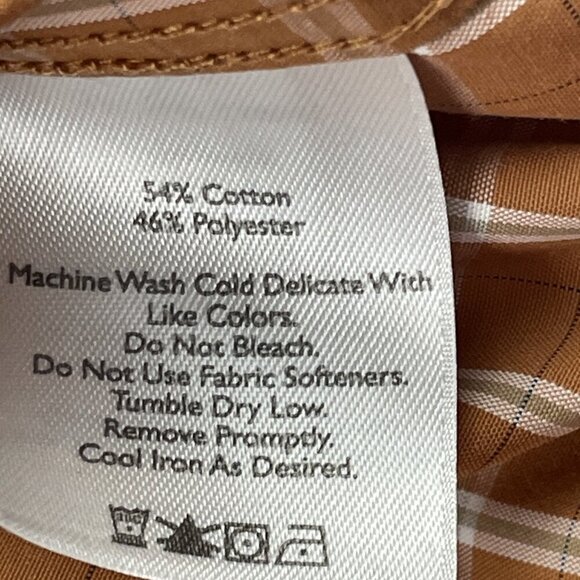 54% Cotton
46% Polyester
Machine Wash Cold Delicate With
Like Colors.
Do Not Bleach.
Do Not Use Fabric Softeners.
Tumble Dry Low.
Remove Promptly.
Cool Iron As Desired.